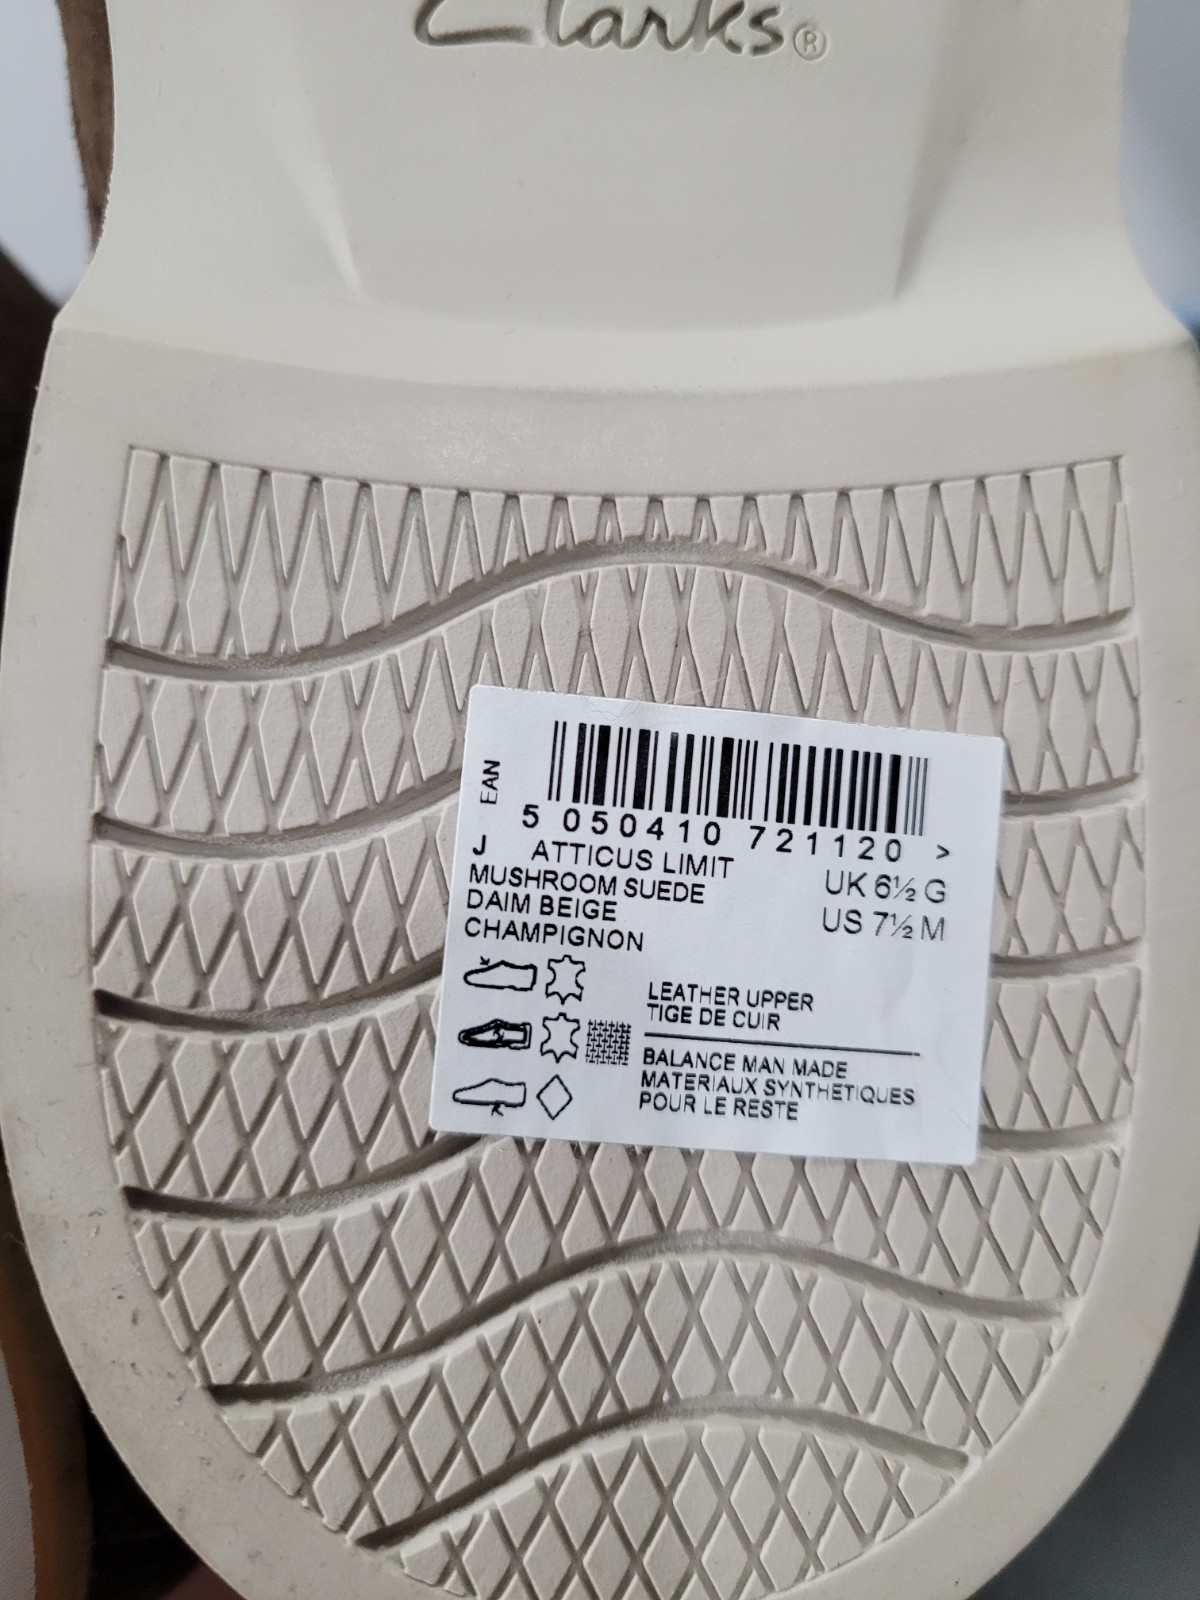 Clarks®
EAN
5 050410 721120 >
J ATTICUS LIMIT
MUSHROOM SUEDE
DAIM BEIGE
CHAMPIGNON
UK 6½ G
US 7½ M
LEATHER UPPER
TIGE DE CUIR
BALANCE MAN MADE
MATERIAUX SYNTHETIQUES
POUR LE RESTE